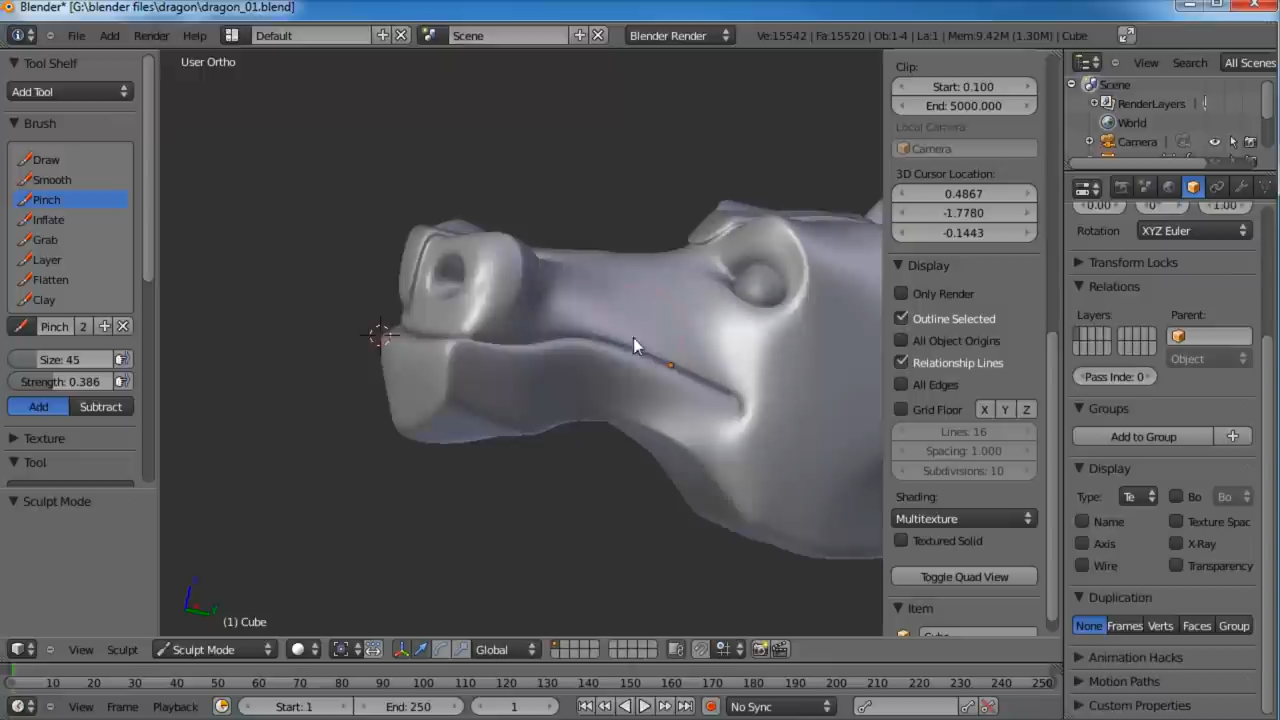 Blender* [G:\blender files\dragon\dragon_01.blend]
File Add Render Help Default Scene Blender Render Ve:15542 | Fa:15520 | Ob:1-4 | La:1 | Mem:9.42M (1.30M) | Cube
Tool Shelf
Add Tool
Brush
Draw
Smooth
Pinch
Inflate
Grab
Layer
Flatten
Clay
Pinch 2
Size: 45
Strength: 0.386
Add Subtract
Texture
Tool
Sculpt Mode
User Ortho
(1) Cube
Clip:
Start: 0.100
End: 5000.000
Local Camera:
Camera
3D Cursor Location:
0.4867
-1.7780
-0.1443
Display
Only Render
Outline Selected
All Object Origins
Relationship Lines
All Edges
Grid Floor X Y Z
Lines: 16
Spacing: 1.000
Subdivisions: 10
Shading:
Multitexture
Textured Solid
Toggle Quad View
Item
View Search All Scenes
Scene
RenderLayers
World
Camera
0.00 0° 1.00
Rotation XYZ Euler
Transform Locks
Relations
Layers: Parent:
Object
Pass Inde: 0
Groups
Add to Group
Display
Type: Te Bo Bo
Name Texture Spac
Axis X-Ray
Wire Transparency
Duplication
None Frames Verts Faces Group
Animation Hacks
Motion Paths
Custom Properties
View Sculpt Sculpt Mode Global
10 20 30 40 50 60 70 80 90 100 110 120 130 140 150 160 170 180 190 200 210 220 230 240 250
View Frame Playback Start: 1 End: 250 1 No Sync